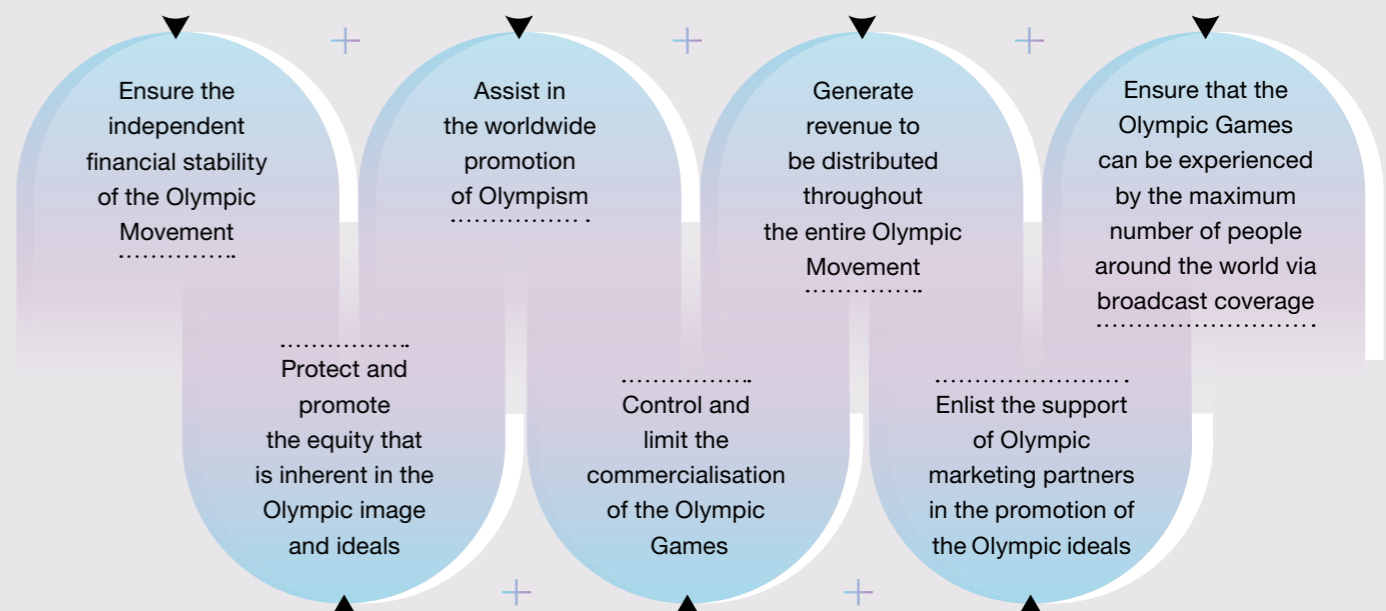 Ensure the
independent
financial stability
of the Olympic
Movement
Assist in
the worldwide
promotion
of Olympism
Generate
revenue to
be distributed
throughout
the entire Olympic
Movement
Ensure that the
Olympic Games
can be experienced
by the maximum
number of people
around the world via
broadcast coverage
Protect and
promote
the equity that
is inherent in the
Olympic image
and ideals
Control and
limit the
commercialisation
of the Olympic
Games
Enlist the support
of Olympic
marketing partners
in the promotion of
the Olympic ideals